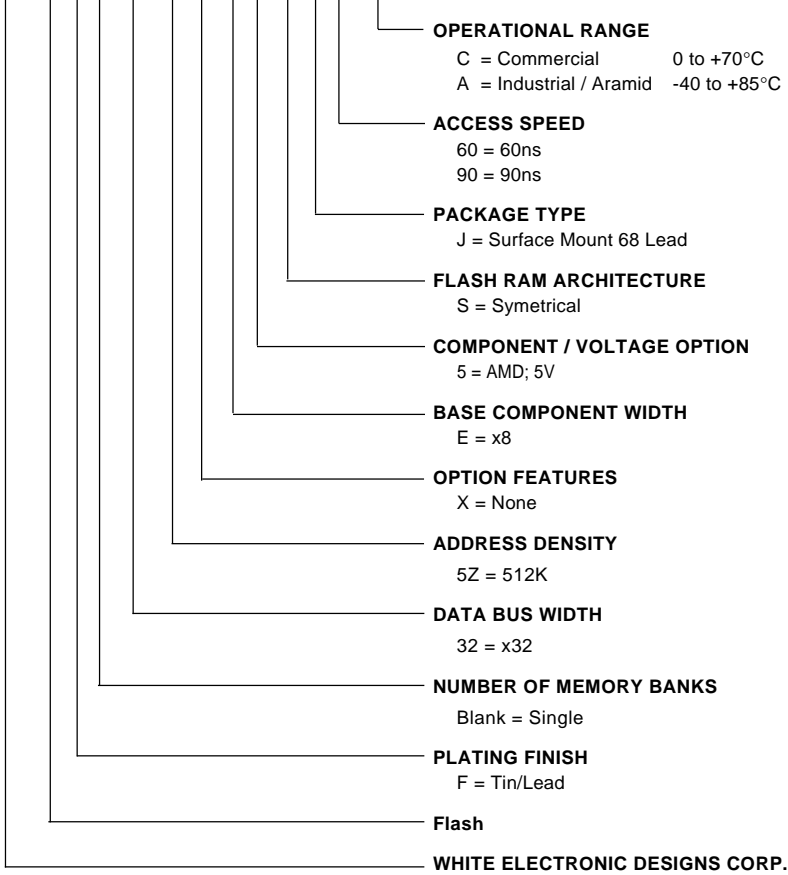 OPERATIONAL RANGE
C = Commercial 0 to +70°C
A = Industrial / Aramid -40 to +85°C
ACCESS SPEED
60 = 60ns
90 = 90ns
PACKAGE TYPE
J = Surface Mount 68 Lead
FLASH RAM ARCHITECTURE
S = Symetrical
COMPONENT / VOLTAGE OPTION
5 = AMD; 5V
BASE COMPONENT WIDTH
E = x8
OPTION FEATURES
X = None
ADDRESS DENSITY
5Z = 512K
DATA BUS WIDTH
32 = x32
NUMBER OF MEMORY BANKS
Blank = Single
PLATING FINISH
F = Tin/Lead
Flash
WHITE ELECTRONIC DESIGNS CORP.